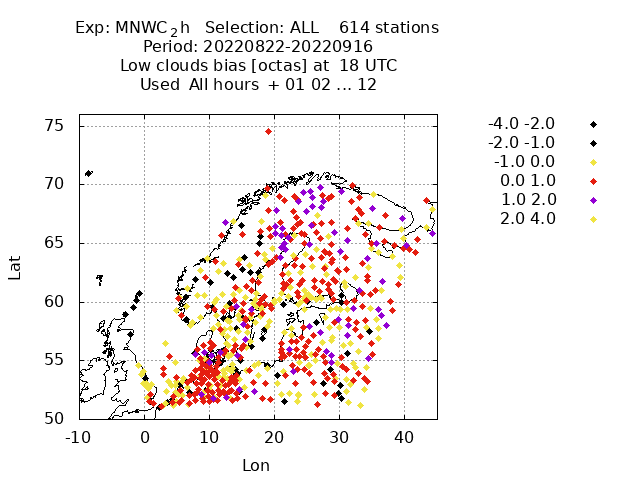 Exp: MNWC_2h   Selection: ALL    614 stations
Period: 20220822-20220916
Low clouds bias [octas] at  18 UTC
Used  All hours  + 01 02 ... 12
-4.0 -2.0
-2.0 -1.0
-1.0 0.0
0.0 1.0
1.0 2.0
2.0 4.0
75
70
65
60
55
50
Lat
-10 0 10 20 30 40
Lon